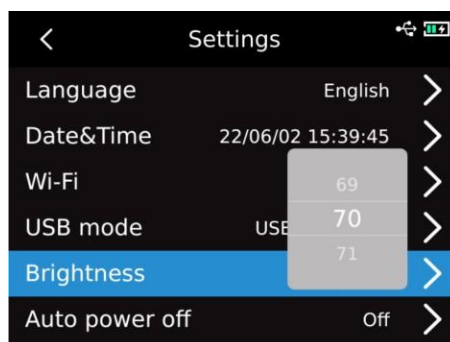 Settings
Language English
Date&Time 22/06/02 15:39:45
Wi-Fi
69
USB mode USB
70
71
Brightness
Auto power off Off